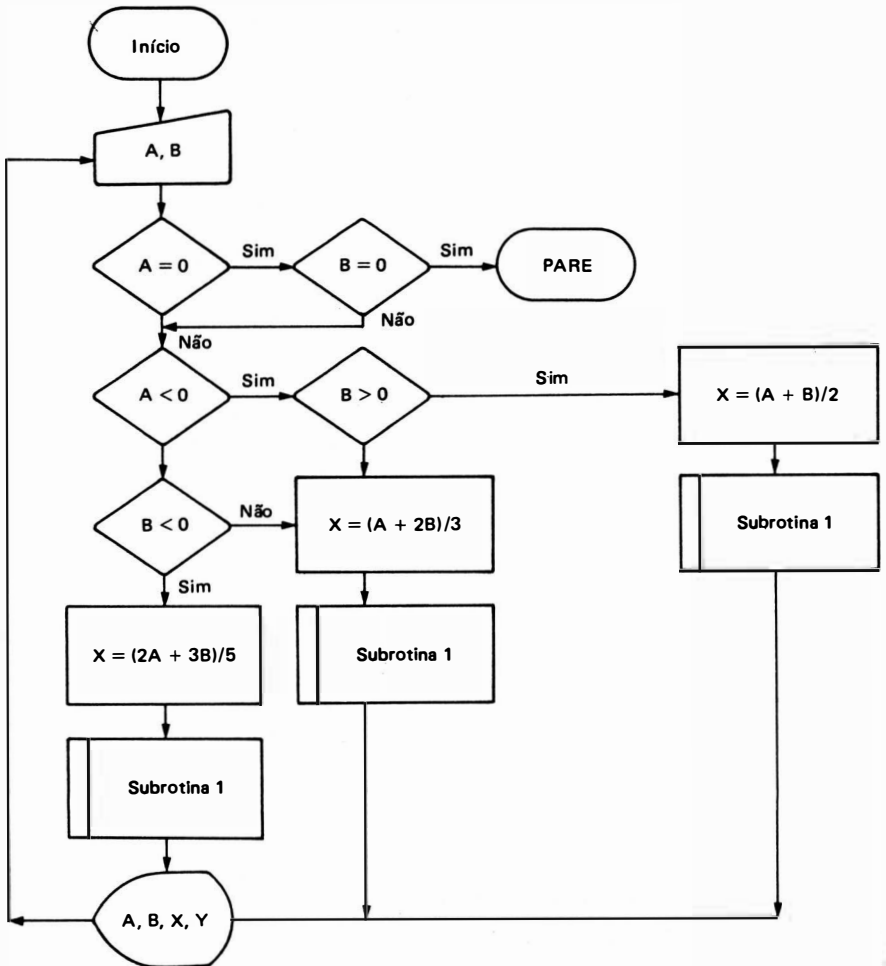 Início
A, B
A = 0
Sim
B = 0
Sim
PARE
Não
Não
A < 0
Sim
B > 0
Sim
X = (A + B)/2
B < 0
Não
X = (A + 2B)/3
Subrotina 1
Sim
X = (2A + 3B)/5
Subrotina 1
Subrotina 1
A, B, X, Y